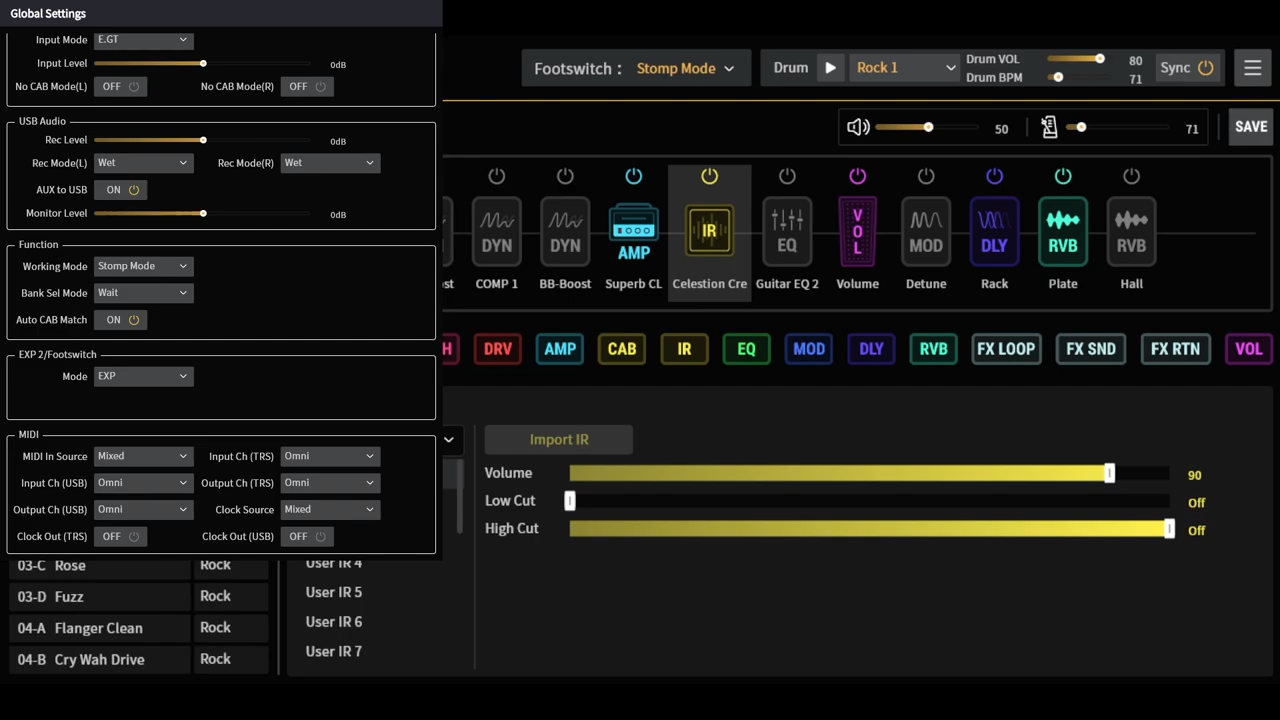 Global Settings
Input Mode E.GT
Input Level 0dB
No CAB Mode(L) OFF No CAB Mode(R) OFF
USB Audio
Rec Level 0dB
Rec Mode(L) Wet Rec Mode(R) Wet
AUX to USB ON
Monitor Level 0dB
Function
Working Mode Stomp Mode
Bank Sel Mode Wait
Auto CAB Match ON
EXP 2/Footswitch
Mode EXP
MIDI
MIDI In Source Mixed Input Ch (TRS) Omni
Input Ch (USB) Omni Output Ch (TRS) Omni
Output Ch (USB) Omni Clock Source Mixed
Clock Out (TRS) OFF Clock Out (USB) OFF
03-C Rose Rock
03-D Fuzz Rock
04-A Flanger Clean Rock
04-B Cry Wah Drive Rock
Footswitch : Stomp Mode
Drum Rock 1
Drum VOL 80
Drum BPM 71
Sync
50 71 SAVE
DYN DYN AMP IR EQ VOL MOD DLY RVB RVB
st COMP 1 BB-Boost Superb CL Celestion Cre Guitar EQ 2 Volume Detune Rack Plate Hall
H DRV AMP CAB IR EQ MOD DLY RVB FX LOOP FX SND FX RTN VOL
Import IR
Volume 90
Low Cut Off
High Cut Off
User IR 4
User IR 5
User IR 6
User IR 7